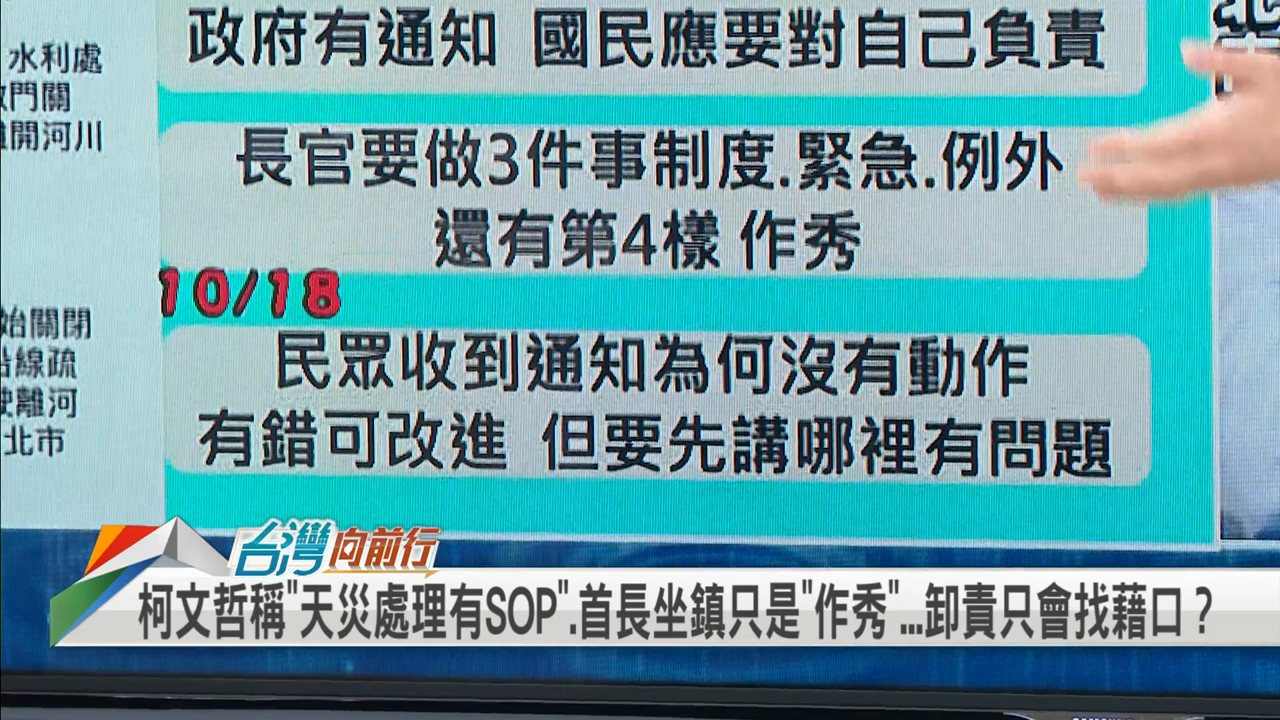 水利處
門關
開河川
始關閉
線疏
離河
北市
政府有通知 國民應要對自己負責
長官要做3件事制度.緊急.例外
還有第4樣 作秀
10/18
民眾收到通知為何沒有動作
有錯可改進 但要先講哪裡有問題
台灣向前行
柯文哲稱"天災處理有SOP".首長坐鎮只是"作秀"...卸責只會找藉口？